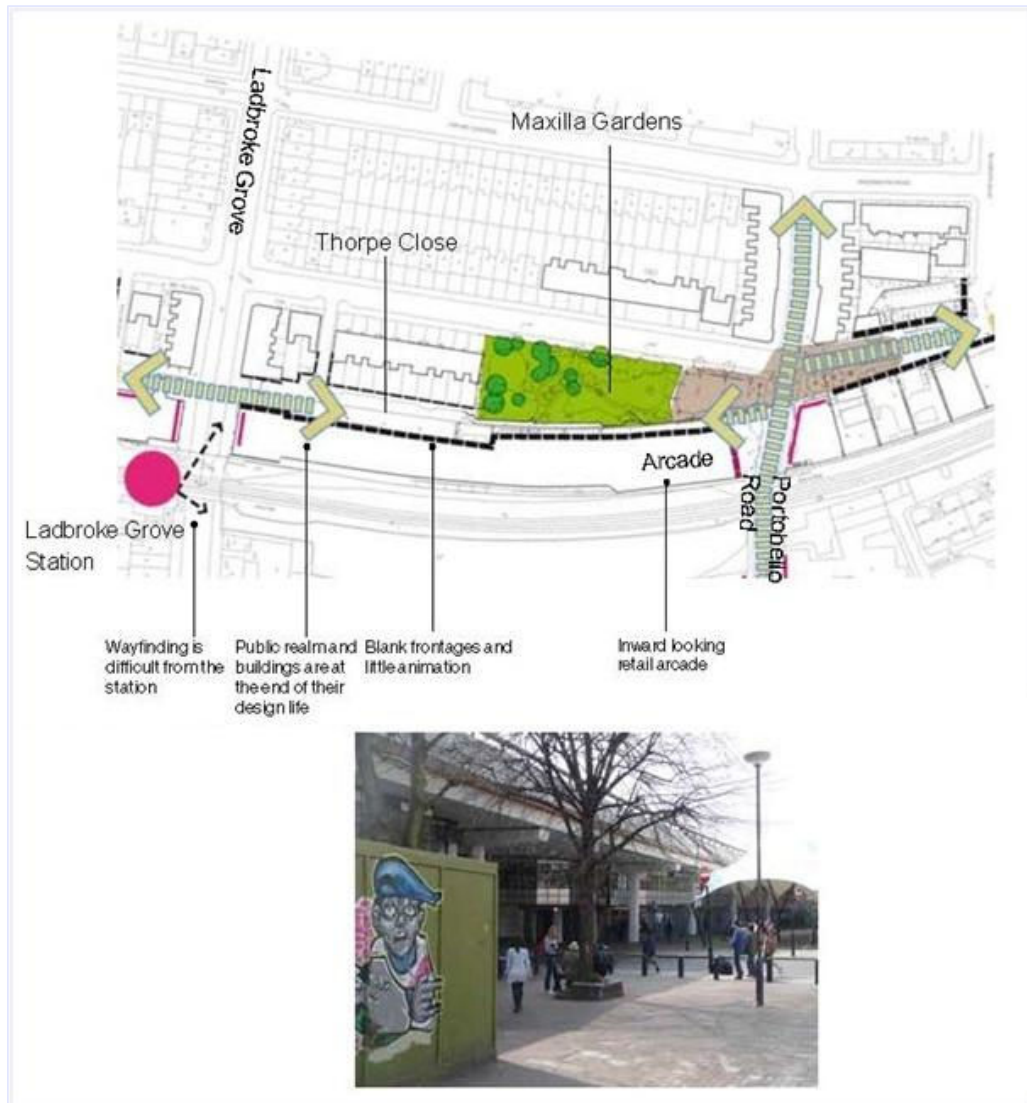 Ladbroke Grove
Maxilla Gardens
Thorpe Close
Arcade
Portobello
Road
Ladbroke Grove
Station
Wayfinding is
difficult from the
station
Public realm and
buildings are at
the end of their
design life
Blank frontages and
little animation
Inward looking
retail arcade